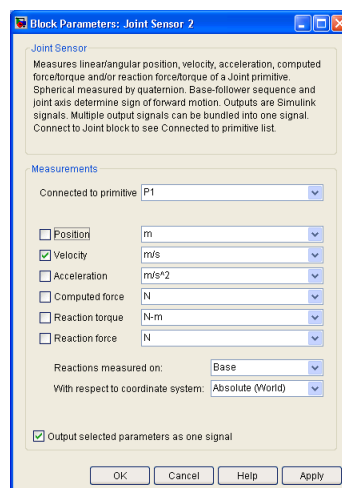 Block Parameters: Joint Sensor 2
Joint Sensor
Measures linear/angular position, velocity, acceleration, computed
force/torque and/or reaction force/torque of a Joint primitive.
Spherical measured by quaternion. Base-follower sequence and
joint axis determine sign of forward motion. Outputs are Simulink
signals. Multiple output signals can be bundled into one signal.
Connect to Joint block to see Connected to primitive list.
Measurements
Connected to primitive P1
Position m
Velocity m/s
Acceleration m/s^2
Computed force N
Reaction torque N-m
Reaction force N
Reactions measured on: Base
With respect to coordinate system: Absolute (World)
Output selected parameters as one signal
OK Cancel Help Apply